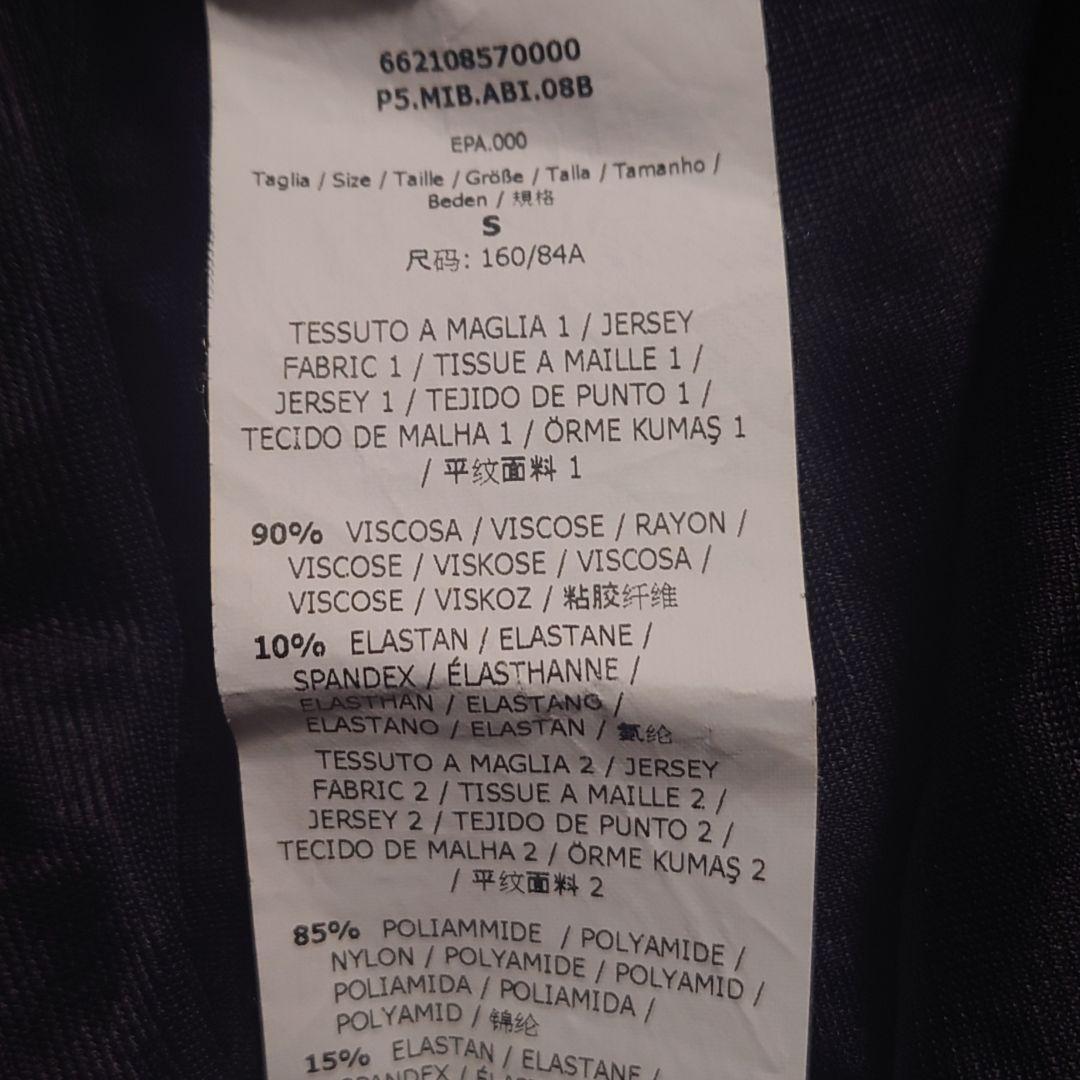 662108570000
P5.MIB.ABI.08B
EPA.000
Taglia / Size / Taille / Größe / Talla / Tamanho /
Beden / 規格
S
尺码: 160/84A
TESSUTO A MAGLIA 1 / JERSEY
FABRIC 1 / TISSUE A MAILLE 1 /
JERSEY 1 / TEJIDO DE PUNTO 1 /
TECIDO DE MALHA 1 / ÖRME KUMAŞ 1
/ 平纹面料 1
90% VISCOSA / VISCOSE / RAYON /
VISCOSE / VISKOSE / VISCOSA /
VISCOSE / VISKOZ / 粘胶纤维
10% ELASTAN / ELASTANE /
SPANDEX / ÉLASTHANNE /
ELASTHAN / ELASTANO /
ELASTANO / ELASTAN / 氨纶
TESSUTO A MAGLIA 2 / JERSEY
FABRIC 2 / TISSUE A MAILLE 2 /
JERSEY 2 / TEJIDO DE PUNTO 2 /
TECIDO DE MALHA 2 / ÖRME KUMAŞ 2
/ 平纹面料 2
85% POLIAMMIDE / POLYAMIDE /
NYLON / POLYAMIDE / POLYAMID /
POLIAMIDA / POLIAMIDA /
POLYAMID / 锦纶
15% ELASTAN / ELASTANE /